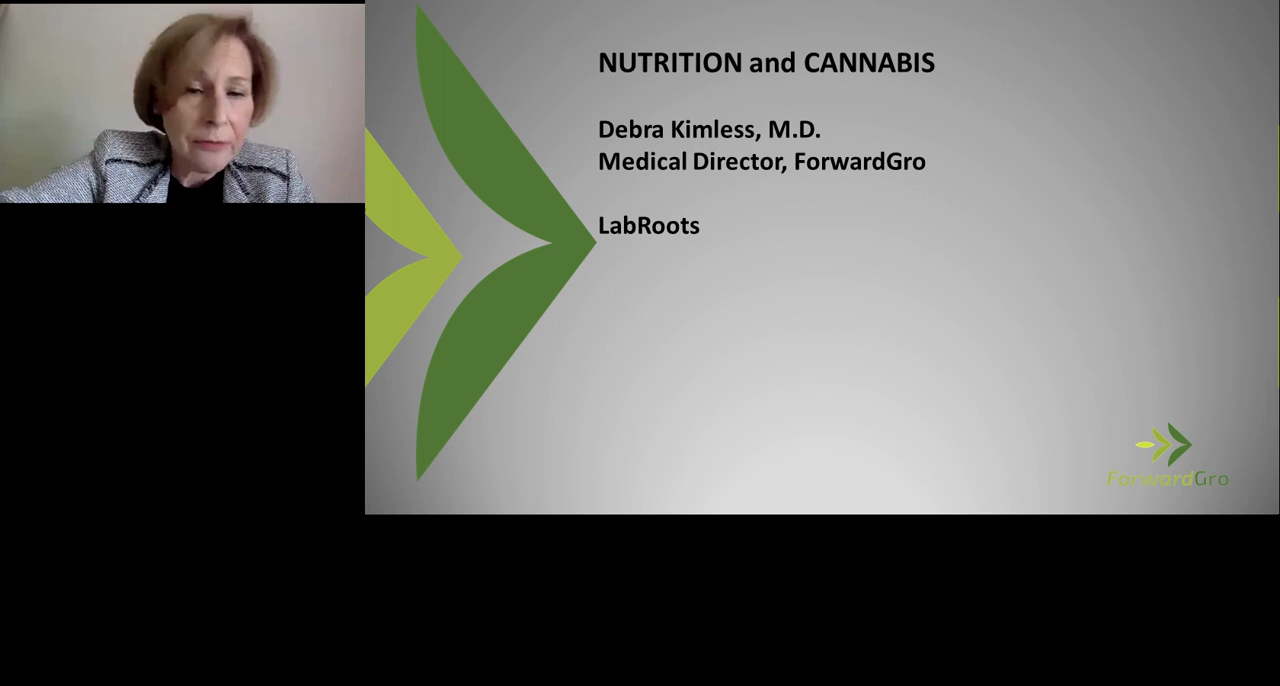 NUTRITION and CANNABIS
Debra Kimless, M.D.
Medical Director, ForwardGro
LabRoots
ForwardGro